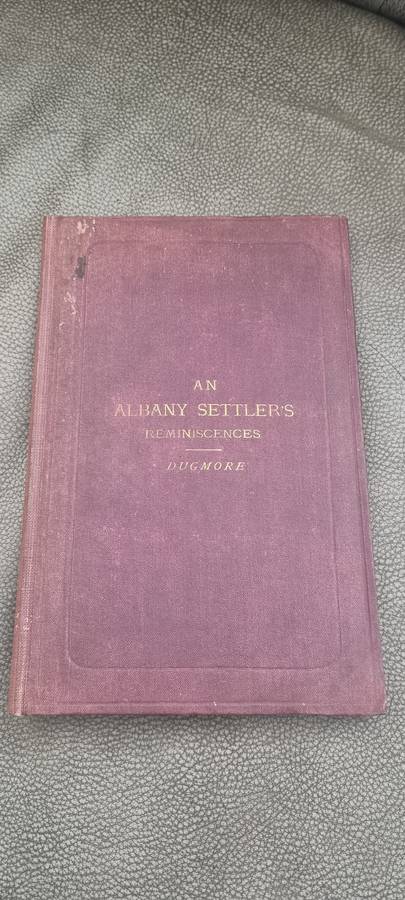 AN
ALBANY SETTLER'S
REMINISCENCES
DUGMORE